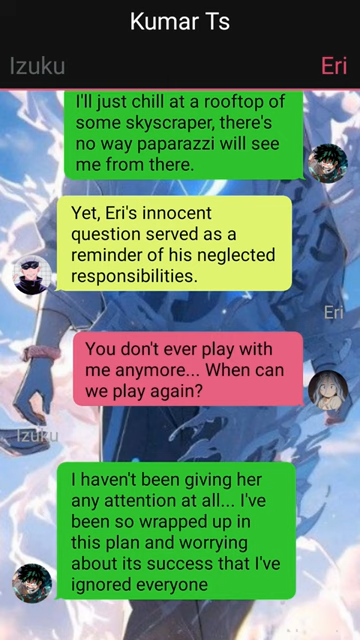 Kumar Ts
Izuku
Eri
I'll just chill at a rooftop of
some skyscraper, there's
no way paparazzi will see
me from there.
Yet, Eri's innocent
question served as a
reminder of his neglected
responsibilities.
Eri
You don't ever play with
me anymore... When can
we play again?
Izuku
I haven't been giving her
any attention at all... I've
been so wrapped up in
this plan and worrying
about its success that I've
ignored everyone